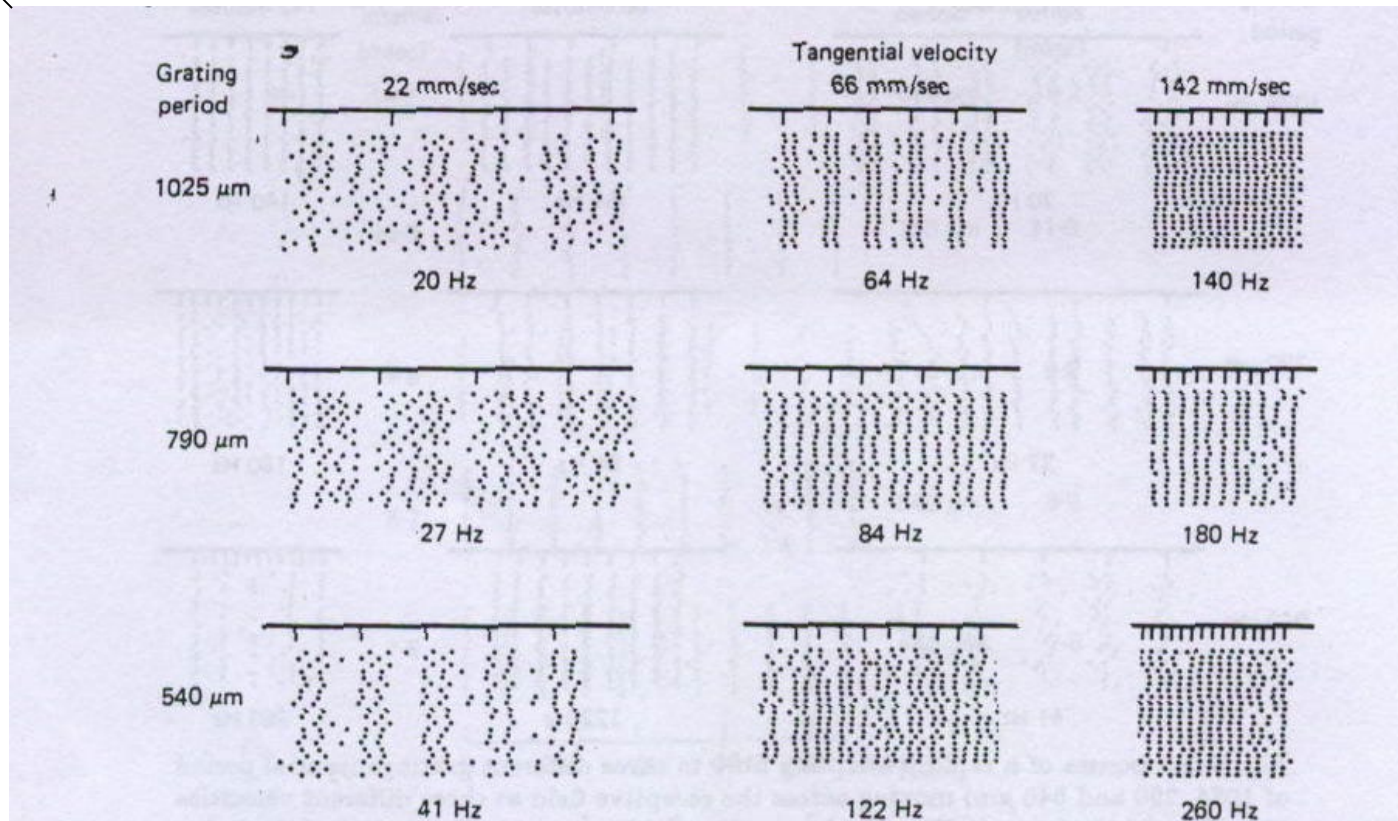 Tangential velocity
Grating period
22 mm/sec
66 mm/sec
142 mm/sec
1025 μm
20 Hz
64 Hz
140 Hz
790 μm
27 Hz
84 Hz
180 Hz
540 μm
41 Hz
122 Hz
260 Hz